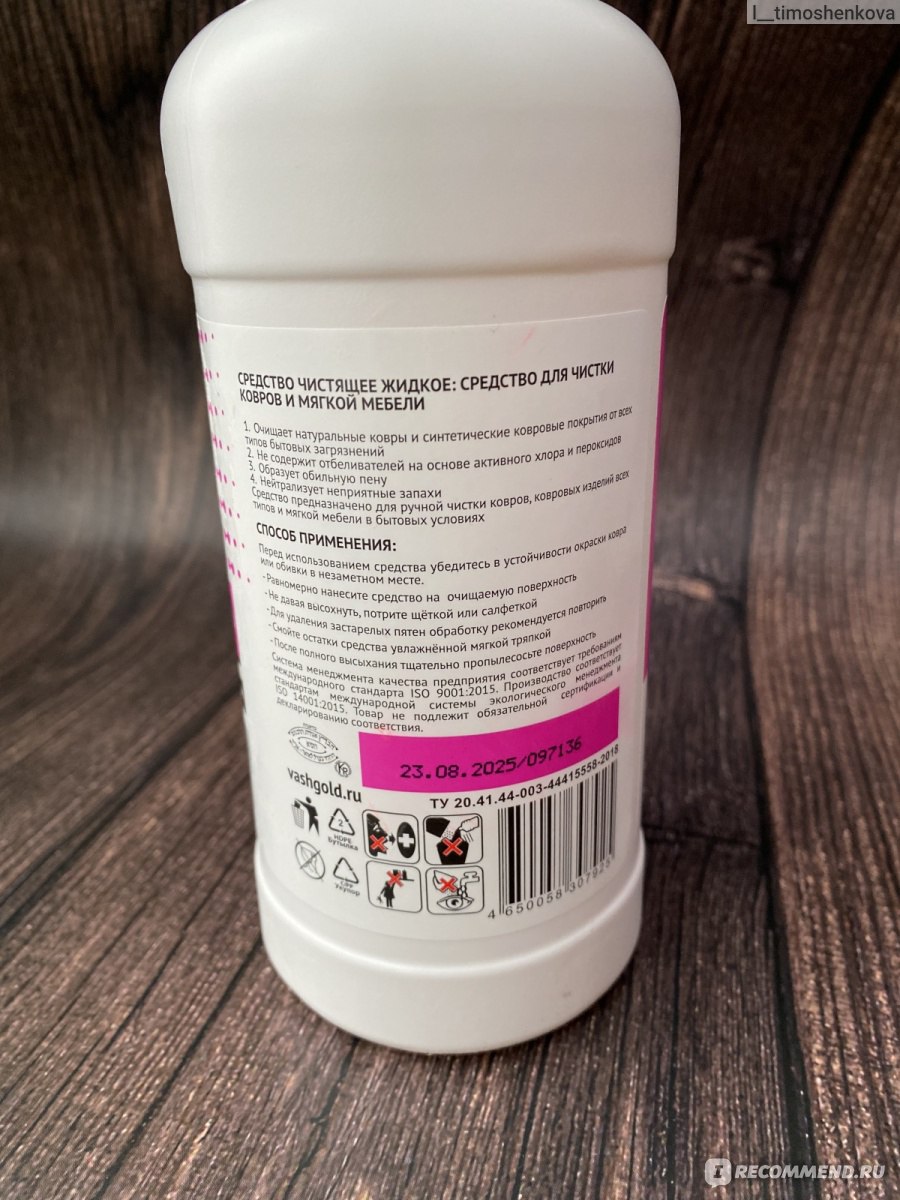 I__timoshenkova
СРЕДСТВО ЧИСТЯЩЕЕ ЖИДКОЕ: СРЕДСТВО ДЛЯ ЧИСТКИ
КОВРОВ И МЯГКОЙ МЕБЕЛИ
1. Очищает натуральные ковры и синтетические ковровые покрытия от всех
типов бытовых загрязнений
2. Не содержит отбеливателей на основе активного хлора и пероксидов
3. Образует обильную пену
4. Нейтрализует неприятные запахи
Средство предназначено для ручной чистки ковров, ковровых изделий всех
типов и мягкой мебели в бытовых условиях
СПОСОБ ПРИМЕНЕНИЯ:
Перед использованием средства убедитесь в устойчивости окраски ковра
или обивки в незаметном месте.
-Равномерно нанесите средство на очищаемую поверхность
-Не давая высохнуть, потрите щёткой или салфеткой
-Для удаления застарелых пятен обработку рекомендуется повторить
-Смойте остатки средства увлажнённой мягкой тряпкой
-После полного высыхания тщательно пропылесосьте поверхность
Система менеджмента качества предприятия соответствует требованиям
международного стандарта ISO 9001:2015. Производство соответствует
стандартам международной системы экологического менеджмента
ISO 14001:2015. Товар не подлежит обязательной сертификации и
декларированию соответствия.
23.08.2025/097136
vashgold.ru
ТУ 20.41.44-003-44415558-2018
2
HDPE
Бутылка
Укупор
4 650058 30792
IRECOMMEND.RU